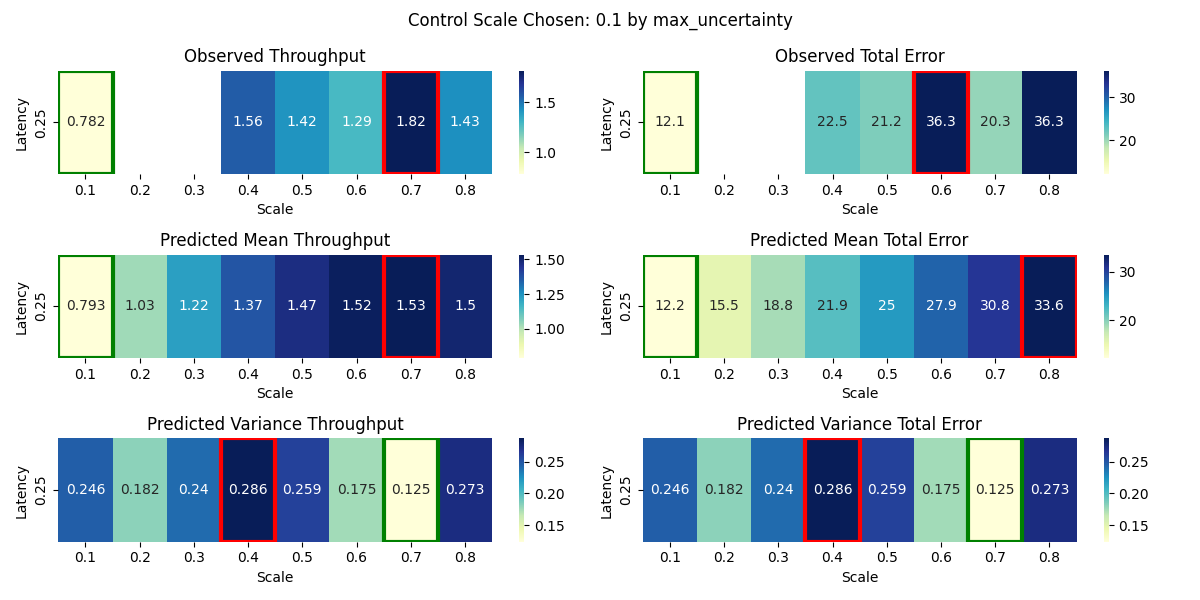 Control Scale Chosen: 0.1 by max_uncertainty
Observed Throughput
Latency
0.25
0.782 1.56 1.42 1.29 1.82 1.43
0.1 0.2 0.3 0.4 0.5 0.6 0.7 0.8
Scale
1.5
1.0
Observed Total Error
Latency
0.25
12.1 22.5 21.2 36.3 20.3 36.3
0.1 0.2 0.3 0.4 0.5 0.6 0.7 0.8
Scale
30
20
Predicted Mean Throughput
Latency
0.25
0.793 1.03 1.22 1.37 1.47 1.52 1.53 1.5
0.1 0.2 0.3 0.4 0.5 0.6 0.7 0.8
Scale
1.50
1.25
1.00
Predicted Mean Total Error
Latency
0.25
12.2 15.5 18.8 21.9 25 27.9 30.8 33.6
0.1 0.2 0.3 0.4 0.5 0.6 0.7 0.8
Scale
30
20
Predicted Variance Throughput
Latency
0.25
0.246 0.182 0.24 0.286 0.259 0.175 0.125 0.273
0.1 0.2 0.3 0.4 0.5 0.6 0.7 0.8
Scale
0.25
0.20
0.15
Predicted Variance Total Error
Latency
0.25
0.246 0.182 0.24 0.286 0.259 0.175 0.125 0.273
0.1 0.2 0.3 0.4 0.5 0.6 0.7 0.8
Scale
0.25
0.20
0.15